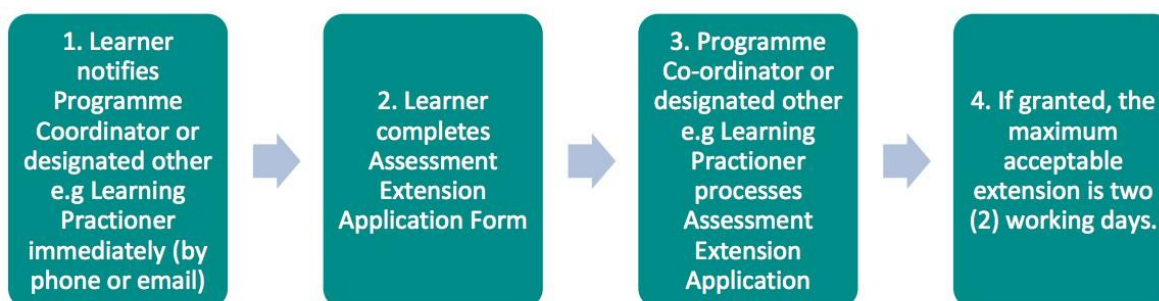 1. Learner
notifies
Programme
Coordinator or
designated other
e.g Learning
Practioner
immediately (by
phone or email)
2. Learner
completes
Assessment
Extension
Application Form
3. Programme
Co-ordinator or
designated other
e.g Learning
Practioner
processes
Assessment
Extension
Application
4. If granted, the
maximum
acceptable
extension is two
(2) working days.